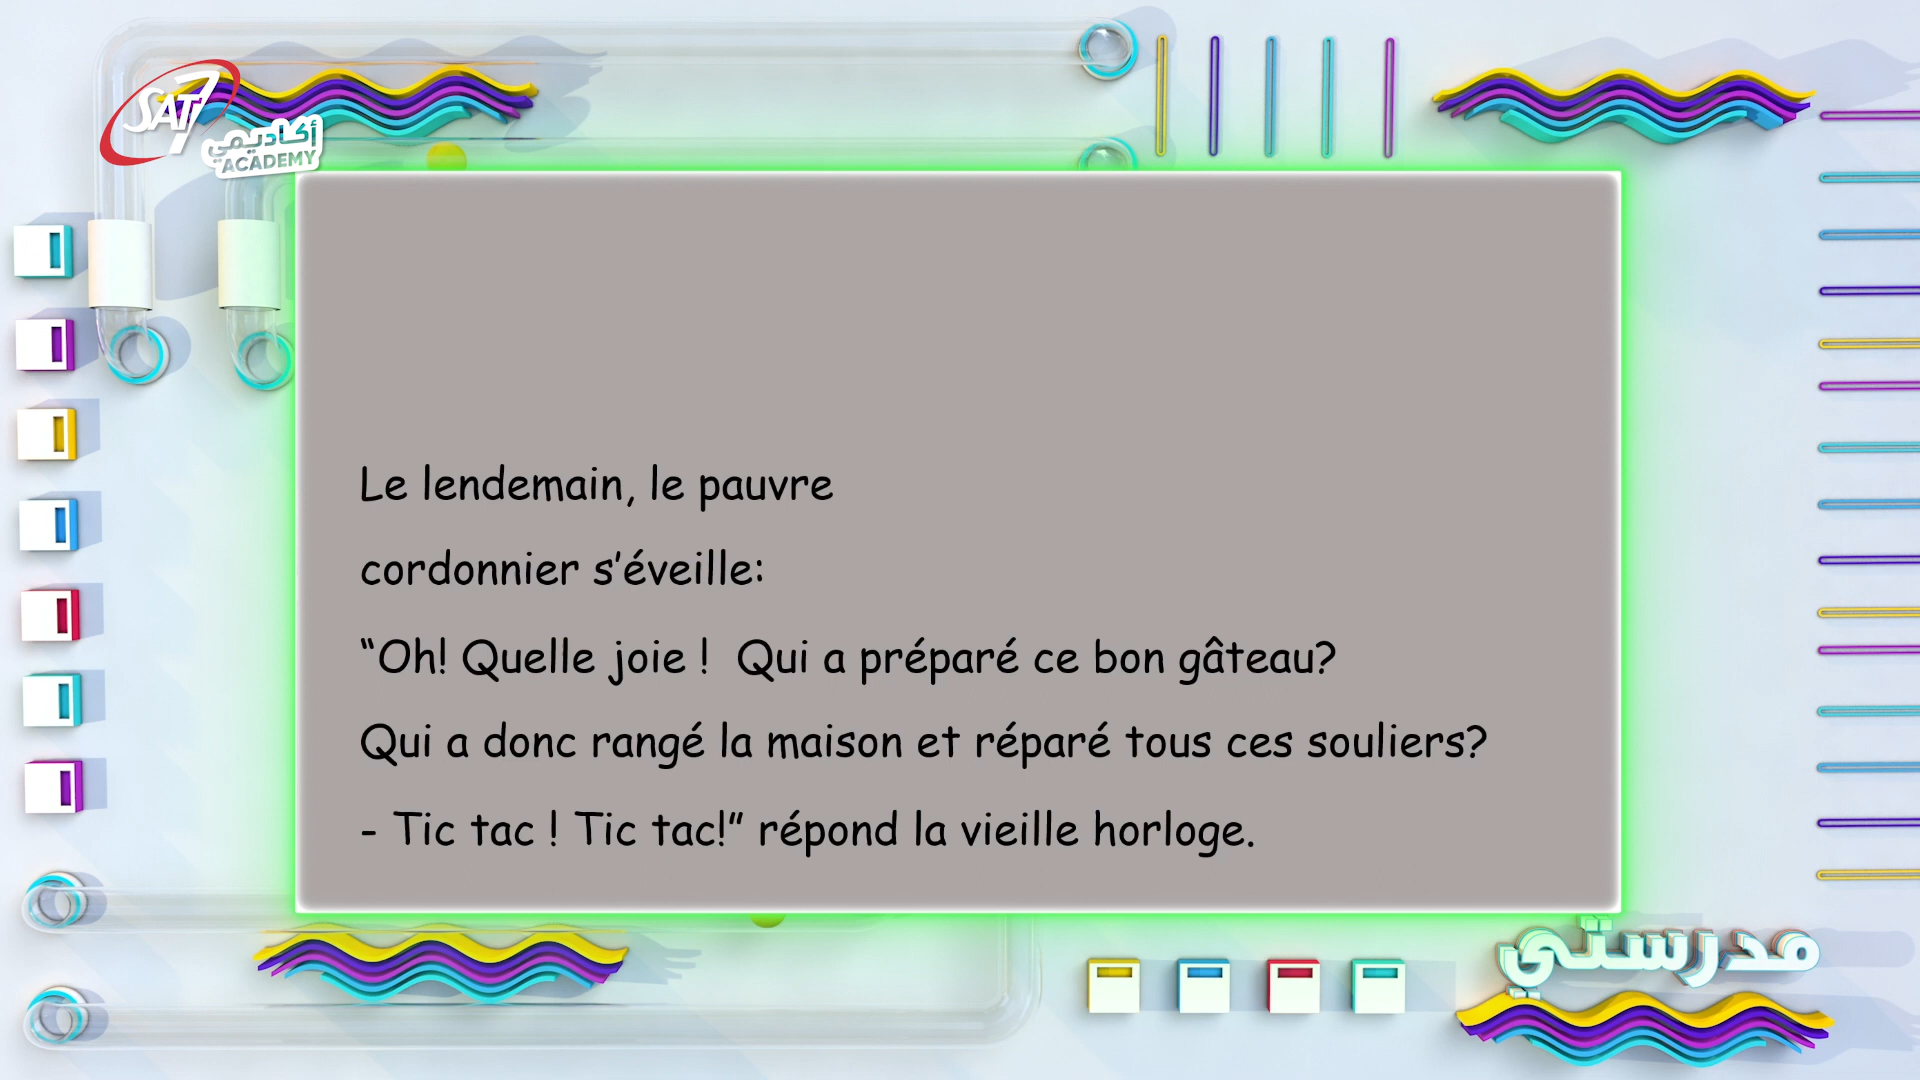 SAT7
أكاديمي
ACADEMY
Le lendemain, le pauvre
cordonnier s’éveille:
“Oh! Quelle joie !  Qui a préparé ce bon gâteau?
Qui a donc rangé la maison et réparé tous ces souliers?
- Tic tac ! Tic tac!” répond la vieille horloge.
مدرستي